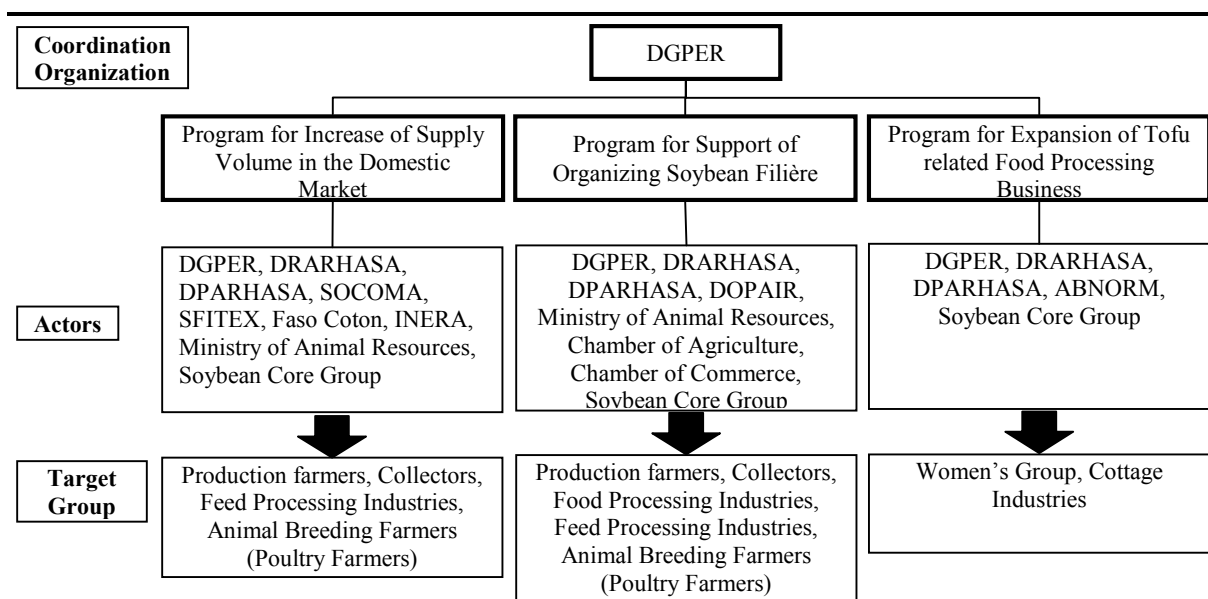 Coordination
Organization
DGPER
Program for Increase of Supply
Volume in the Domestic
Market
Program for Support of
Organizing Soybean Filière
Program for Expansion of Tofu
related Food Processing
Business
Actors
DGPER, DRARHASA,
DPARHASA, SOCOMA,
SFITEX, Faso Coton, INERA,
Ministry of Animal Resources,
Soybean Core Group
DGPER, DRARHASA,
DPARHASA, DOPAIR,
Ministry of Animal Resources,
Chamber of Agriculture,
Chamber of Commerce,
Soybean Core Group
DGPER, DRARHASA,
DPARHASA, ABNORM,
Soybean Core Group
Target
Group
Production farmers, Collectors,
Feed Processing Industries,
Animal Breeding Farmers
(Poultry Farmers)
Production farmers, Collectors,
Food Processing Industries,
Feed Processing Industries,
Animal Breeding Farmers
(Poultry Farmers)
Women’s Group, Cottage
Industries